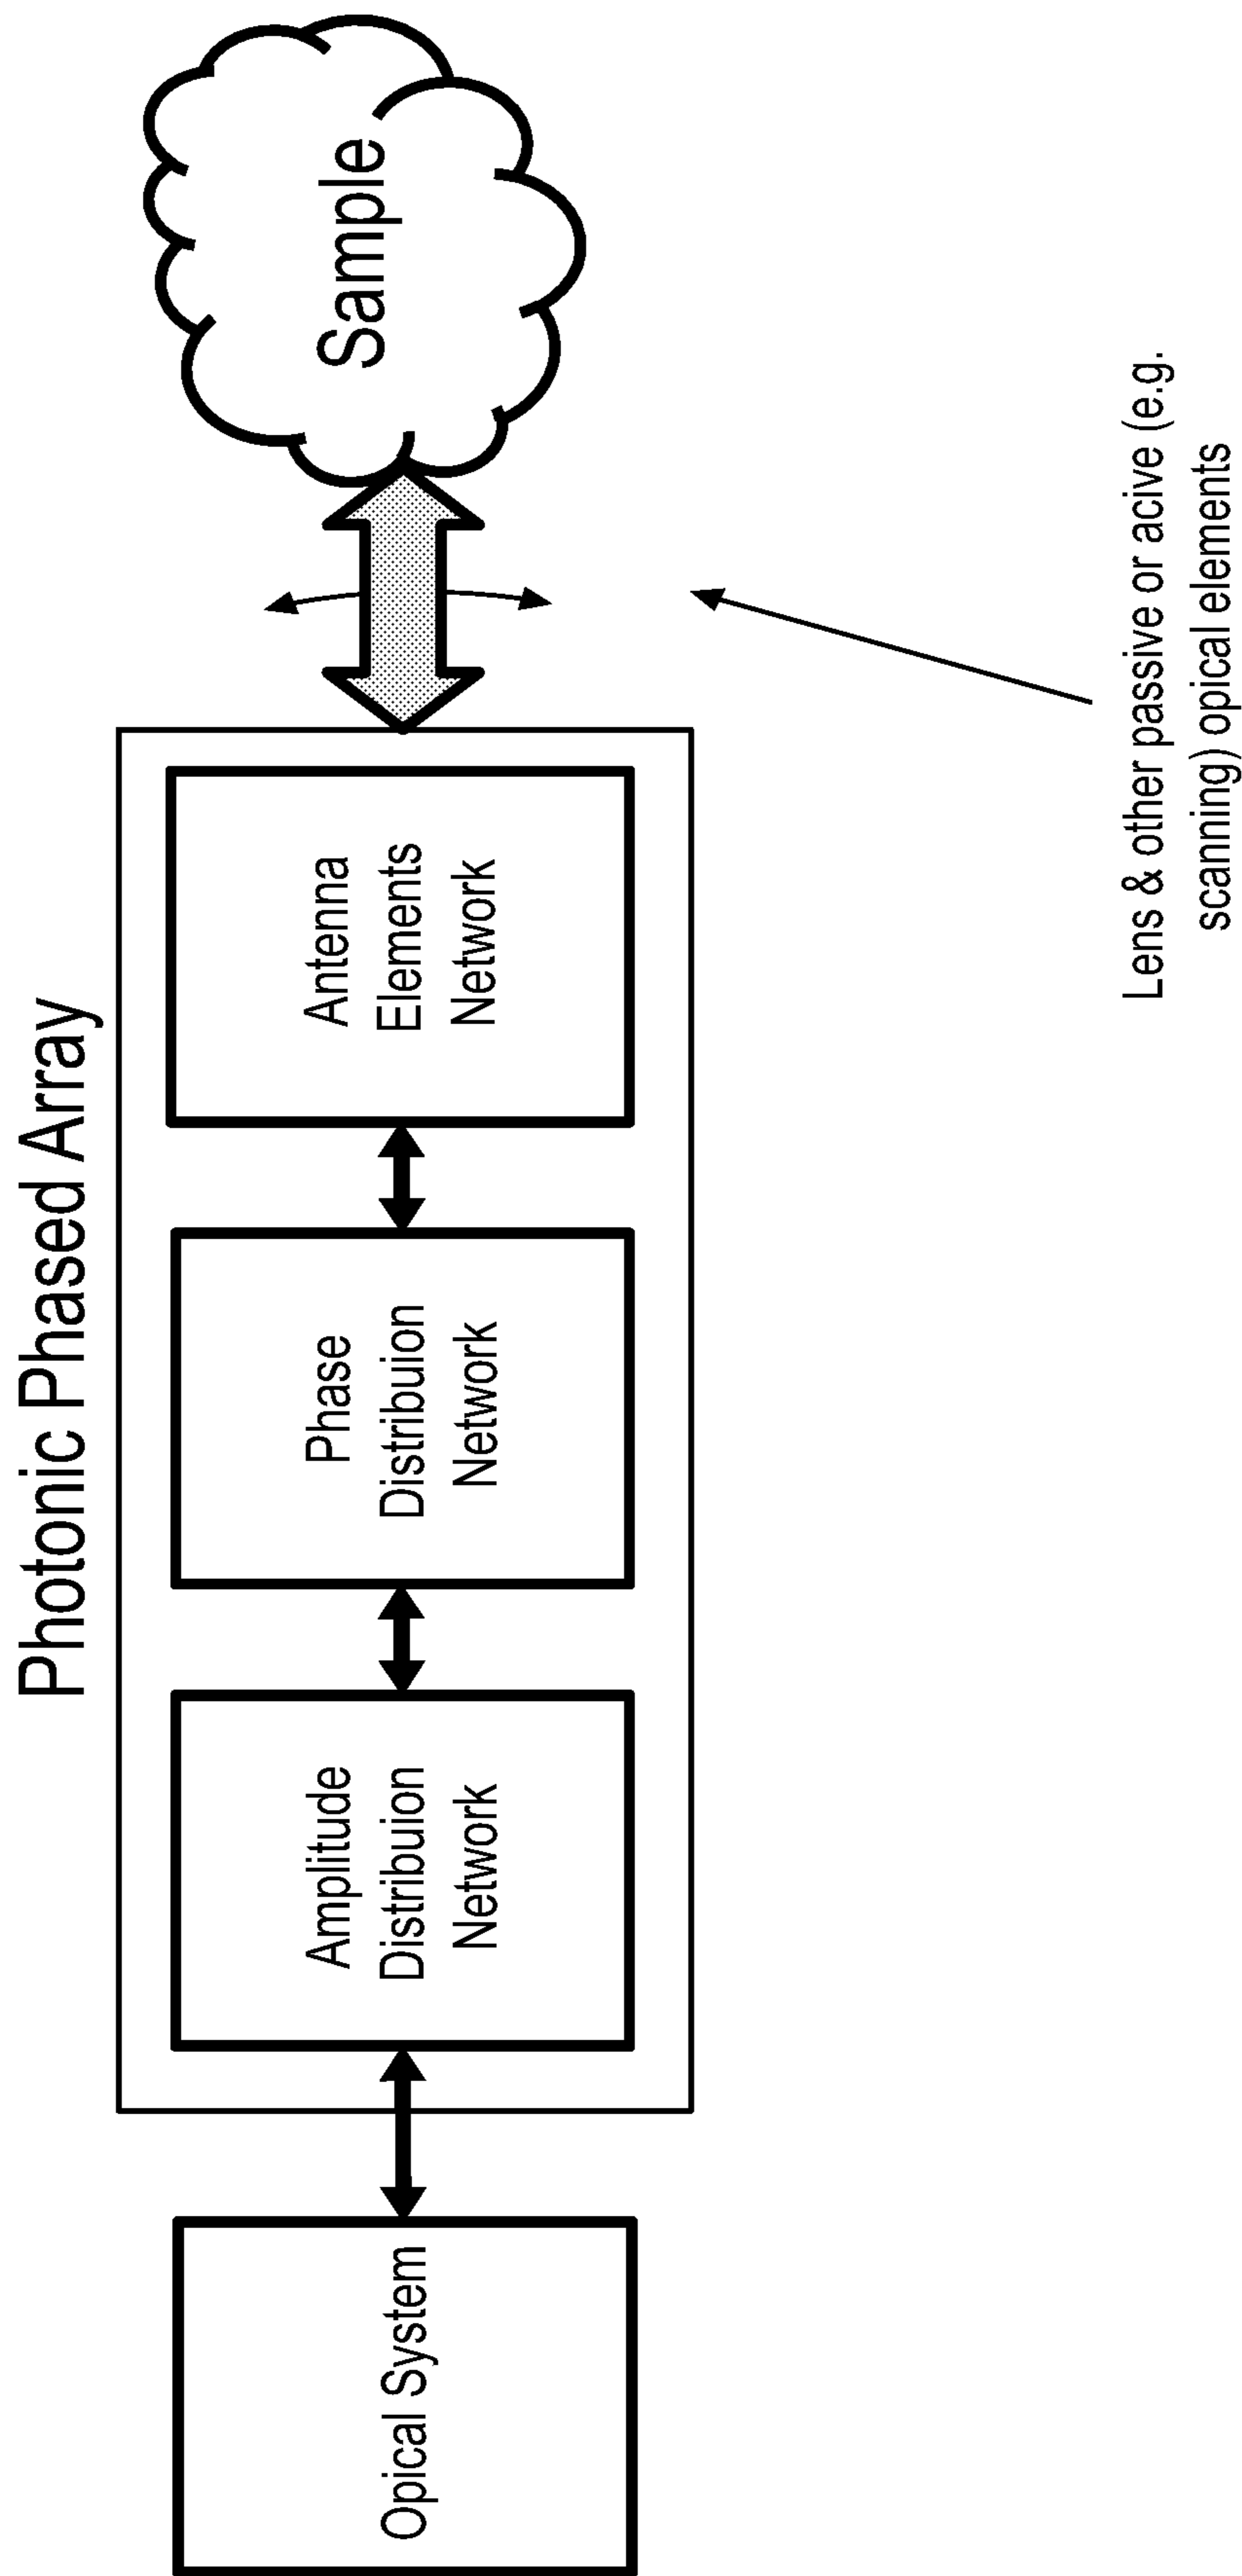 Photonic Phased Array
Opical System
Amplitude
Distribuion
Network
Phase
Distribuion
Network
Antenna
Elements
Network
Sample
Lens & other passive or acive (e.g.
scanning) opical elements